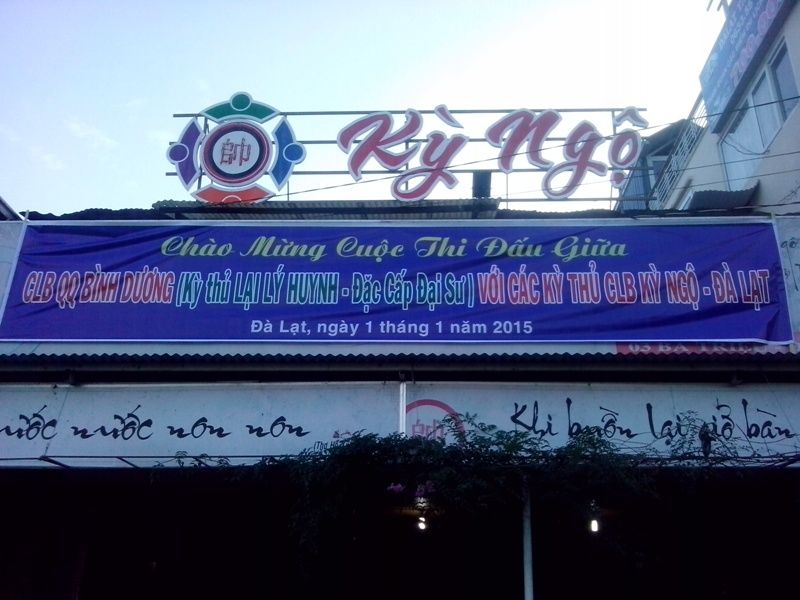 帥
Kỳ Ngộ
Chào Mừng Cuộc Thi Đấu Giữa
CLB QQ BÌNH DƯƠNG (Kỳ thủ LẠI LÝ HUYNH - Đặc Cấp Đại Sư) VỚI CÁC KỲ THỦ CLB KỲ NGỘ - ĐÀ LẠT
Đà Lạt, ngày 1 tháng 1 năm 2015
nước nước non non
帥
Khi buồn lại giở bàn